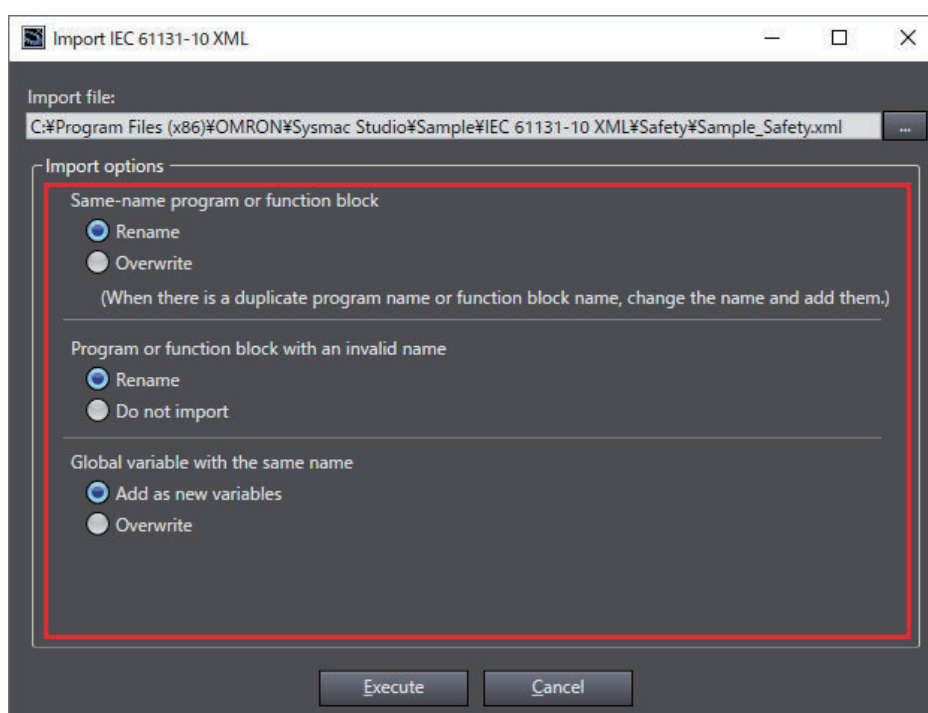 Import IEC 61131-10 XML
Import file:
C:¥Program Files (x86)¥OMRON¥Sysmac Studio¥Sample¥IEC 61131-10 XML¥Safety¥Sample_Safety.xml
...
Import options
Same-name program or function block
Rename
Overwrite
(When there is a duplicate program name or function block name, change the name and add them.)
Program or function block with an invalid name
Rename
Do not import
Global variable with the same name
Add as new variables
Overwrite
Execute Cancel